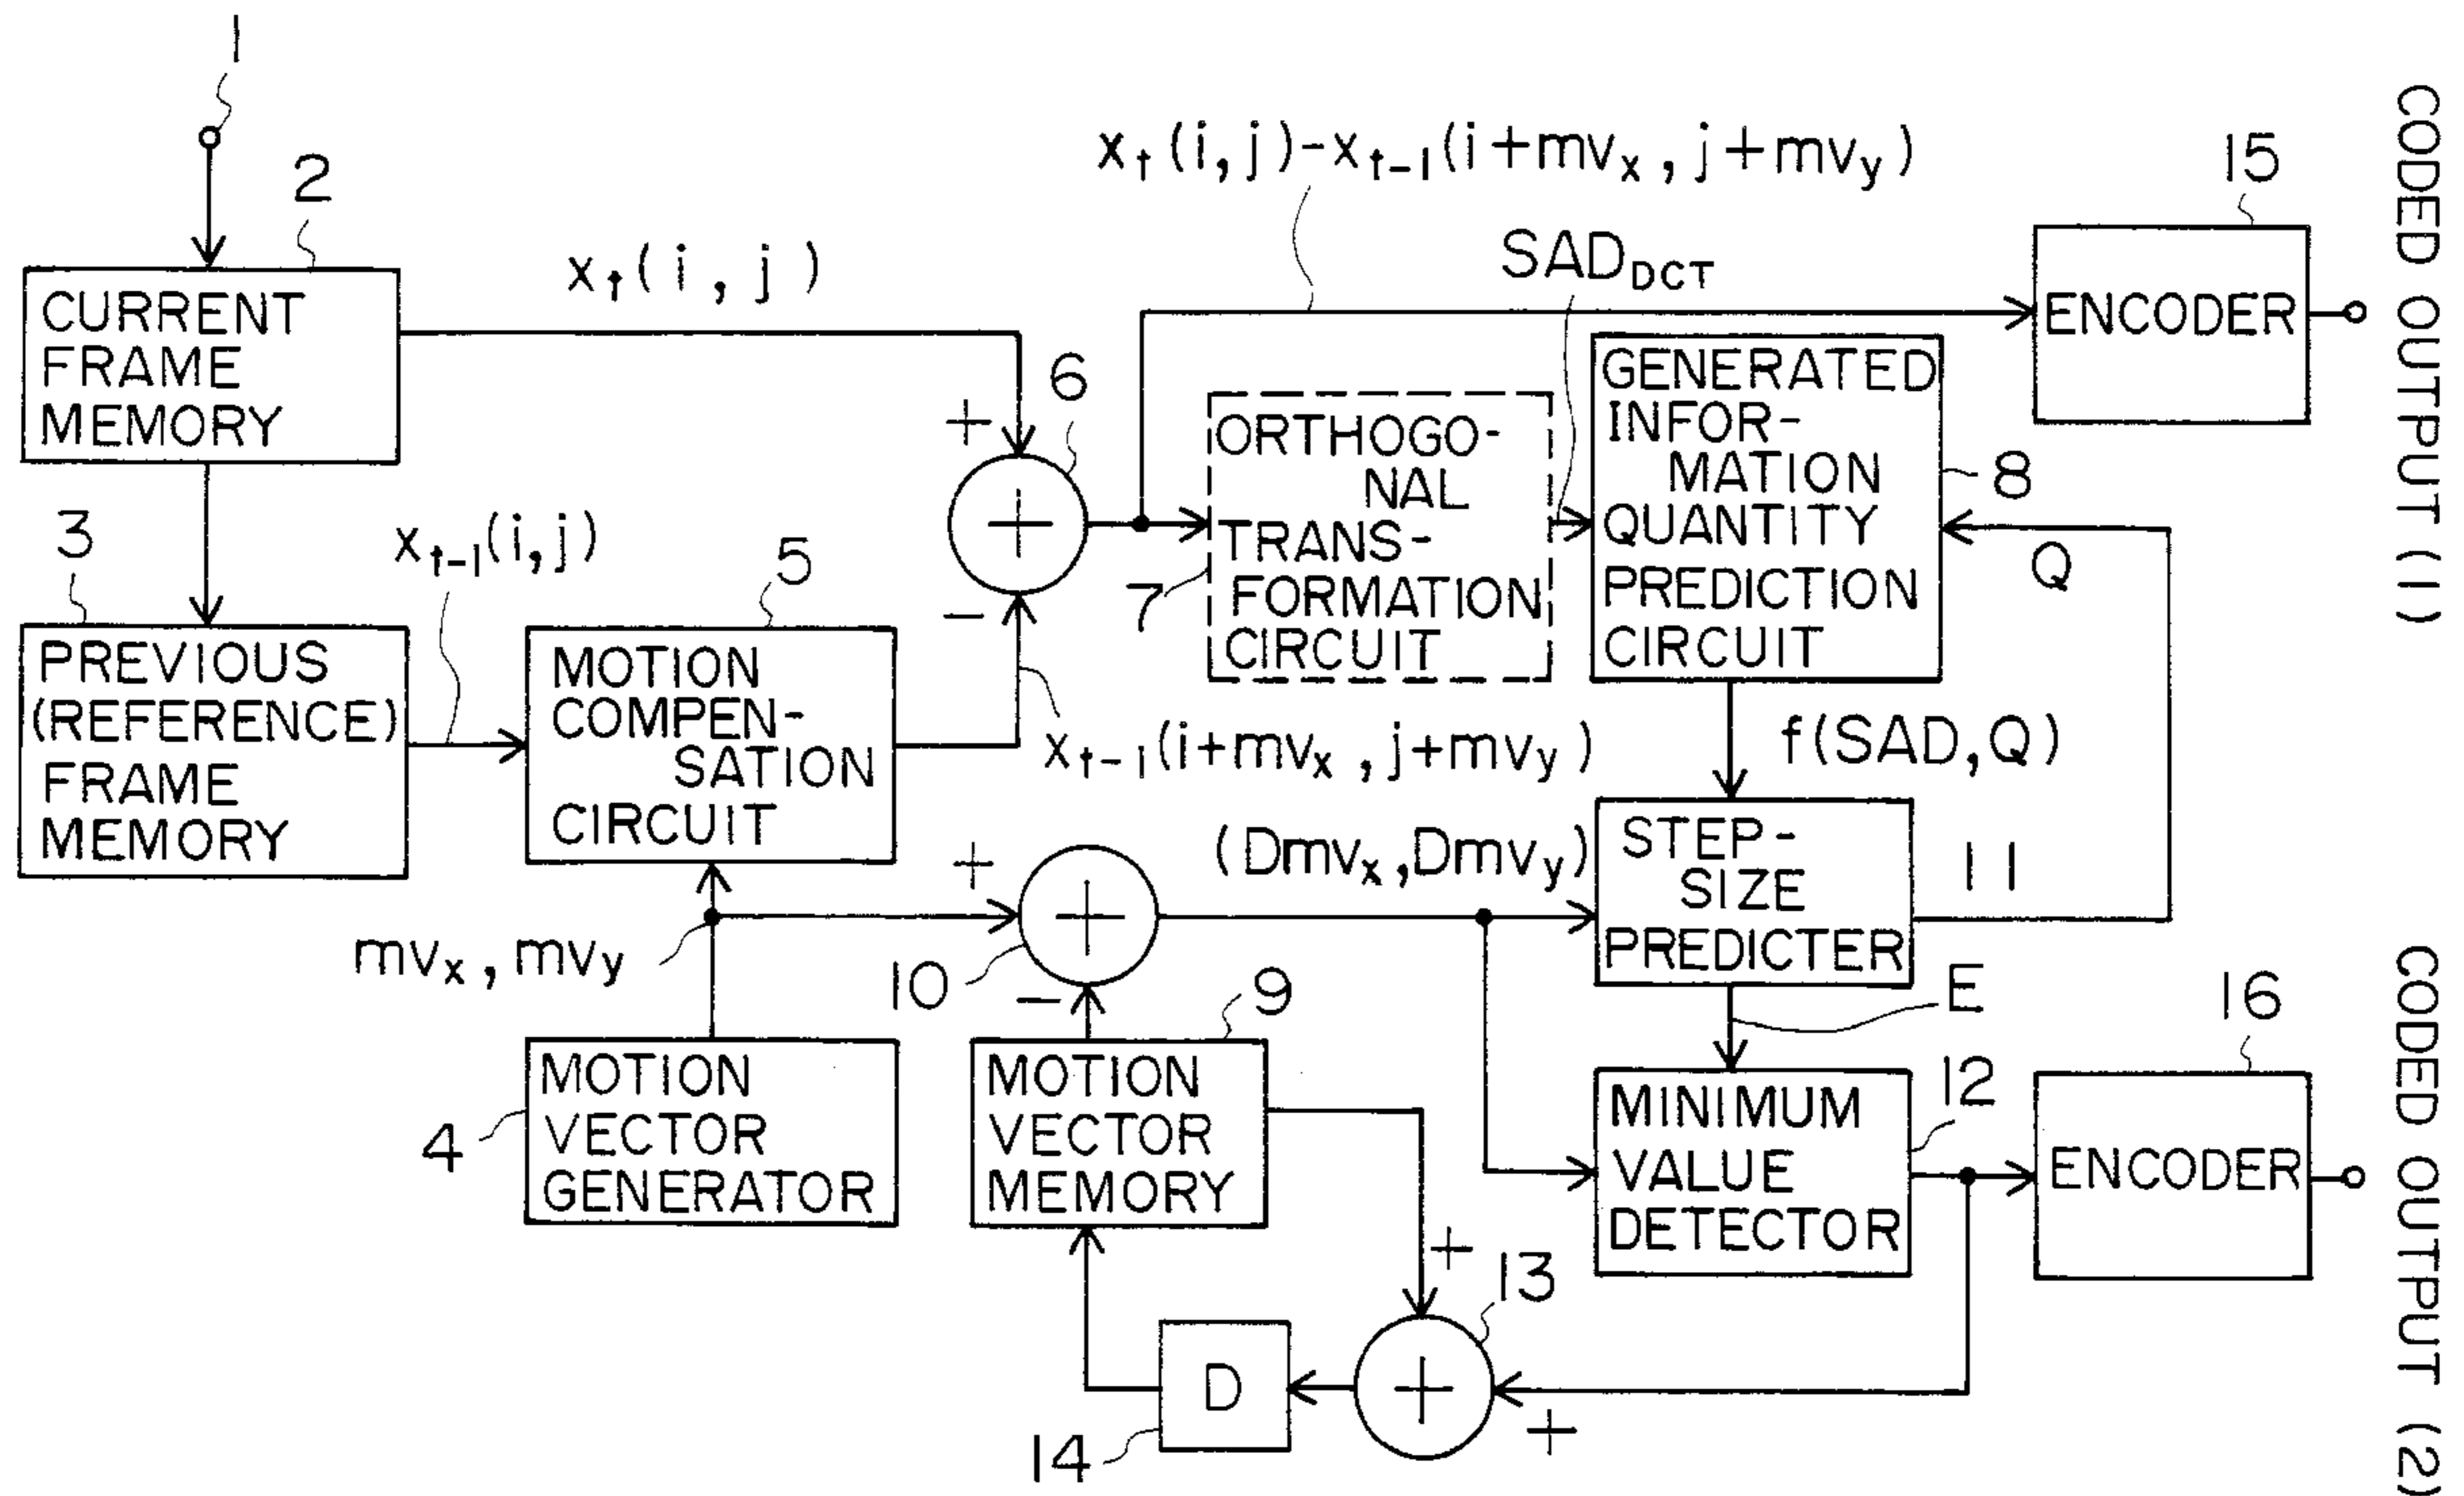 1
2
CURRENT
FRAME
MEMORY
x_t(i, j)
3
PREVIOUS
(REFERENCE)
FRAME
MEMORY
x_{t-1}(i,j)
5
MOTION
COMPEN-
SATION
CIRCUIT
+
6
+
−
x_t(i,j)-x_{t-1}(i+mv_x, j+mv_y)
SAD_DCT
15
ENCODER
CODED OUTPUT (1)
7
ORTHOGO-
NAL
TRANS-
FORMATION
CIRCUIT
GENERATED
INFOR-
MATION
QUANTITY
PREDICTION
CIRCUIT
8
Q
x_{t-1}(i+mv_x, j+mv_y)
f(SAD,Q)
mv_x, mv_y
+
+
10
−
(Dmv_x, Dmv_y)
STEP-
SIZE
PREDICTER
11
E
4
MOTION
VECTOR
GENERATOR
9
MOTION
VECTOR
MEMORY
MINIMUM
VALUE
DETECTOR
12
16
ENCODER
CODED OUTPUT (2)
+
13
+
+
D
14